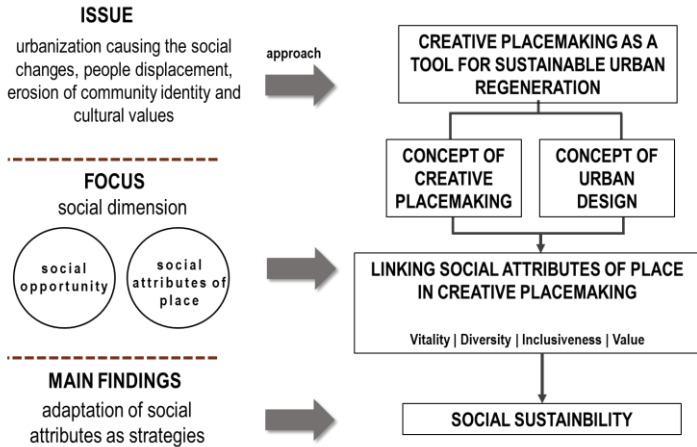 ISSUE
urbanization causing the social
changes, people displacement,
erosion of community identity and
cultural values
approach
CREATIVE PLACEMAKING AS A
TOOL FOR SUSTAINABLE URBAN
REGENERATION
CONCEPT OF
CREATIVE
PLACEMAKING
CONCEPT OF
URBAN
DESIGN
FOCUS
social dimension
social
opportunity
social
attributes of
place
LINKING SOCIAL ATTRIBUTES OF PLACE
IN CREATIVE PLACEMAKING
Vitality | Diversity | Inclusiveness | Value
MAIN FINDINGS
adaptation of social
attributes as strategies
SOCIAL SUSTAINBILITY